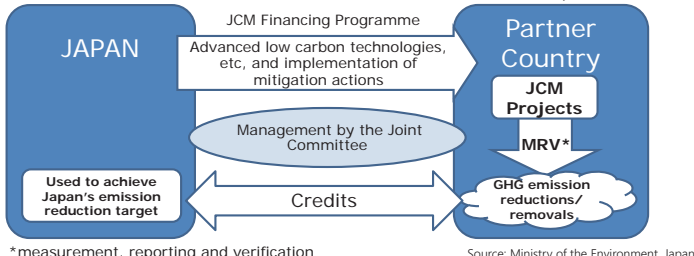 JCM Financing Programme
JAPAN
Advanced low carbon technologies,
etc, and implementation of
mitigation actions
Partner
Country
JCM
Projects
MRV*
Management by the Joint
Committee
Used to achieve
Japan's emission
reduction target
Credits
GHG emission
reductions/
removals
*measurement, reporting and verification
Source: Ministry of the Environment, Japan